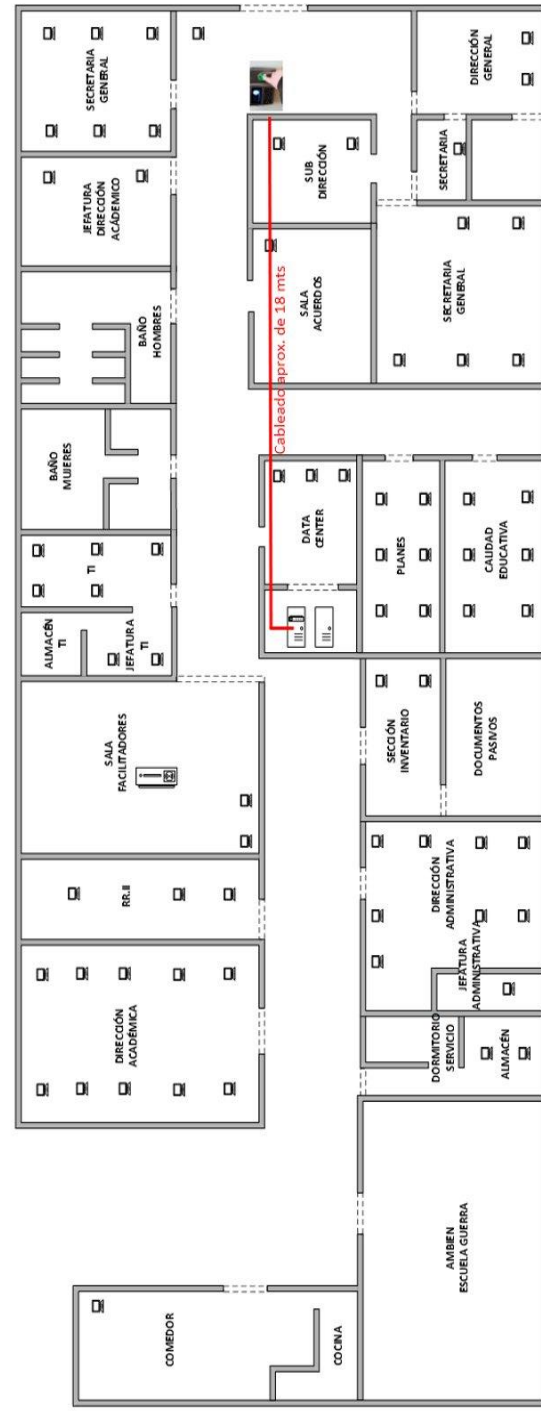 COMEDOR
COCINA
DIRECCIÓN
ACADÉMICA
RR.II
SALA
FACILITADORES
ALMACÉN
TI
JEFATURA
TI
TI
BAÑO
MUJERES
BAÑO
HOMBRES
JEFATURA
DIRECCIÓN
ACÁDEMICO
SECRETARIA
GENERAL
Cableado aprox. de 18 mts
DATA
CENTER
SALA
ACUERDOS
SUB
DIRECCIÓN
AMBIEN
ESCUELA GUERRA
DORMITORIO
SERVICIO
ALMACÉN
JEFATURA
ADMINISTRATIVA
DIRECCIÓN
ADMINISTRATIVA
SECCIÓN
INVENTARIO
DOCUMENTOS
PASIVOS
PLANES
CALIDAD
EDUCATIVA
SECRETARIA
GENERAL
SECRETARIA
DIRECCIÓN
GENERAL